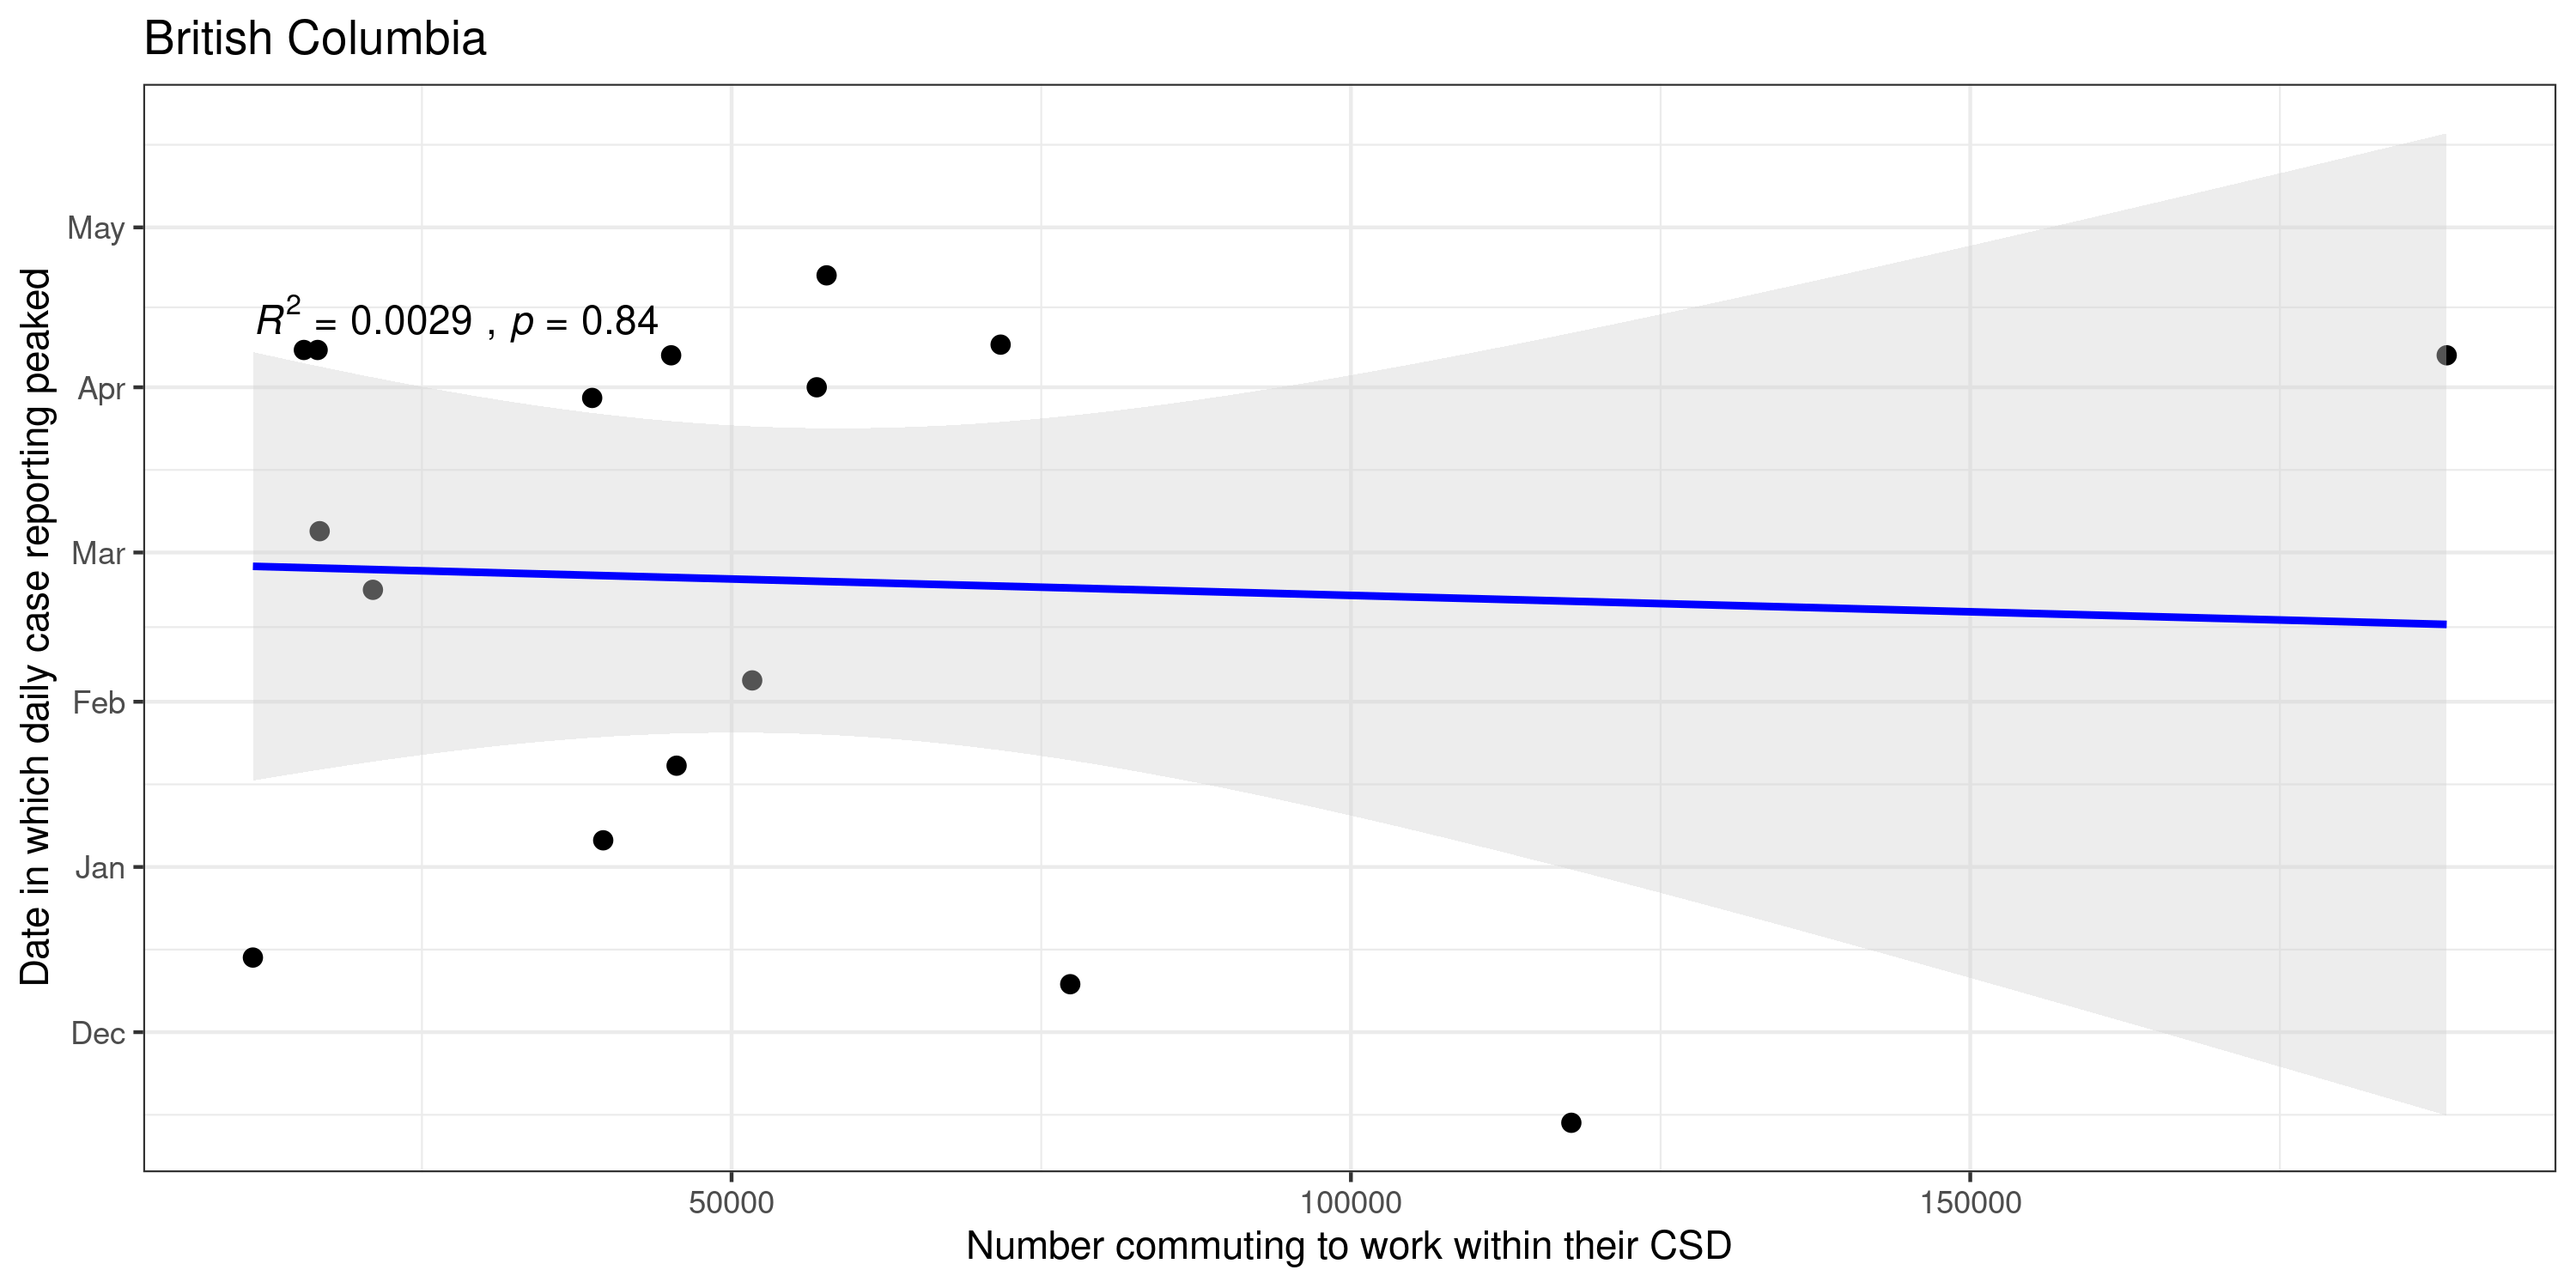 British Columbia
Date in which daily case reporting peaked
May
Apr
Mar
Feb
Jan
Dec
R² = 0.0029 , p = 0.84
50000
100000
150000
Number commuting to work within their CSD